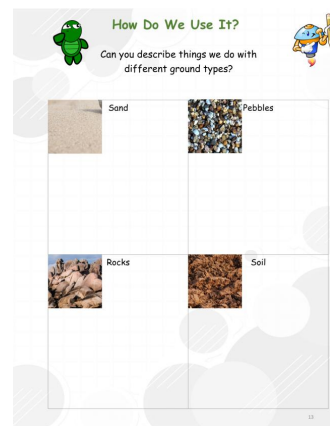 How Do We Use It?
Can you describe things we do with
different ground types?
Sand
Pebbles
Rocks
Soil
13